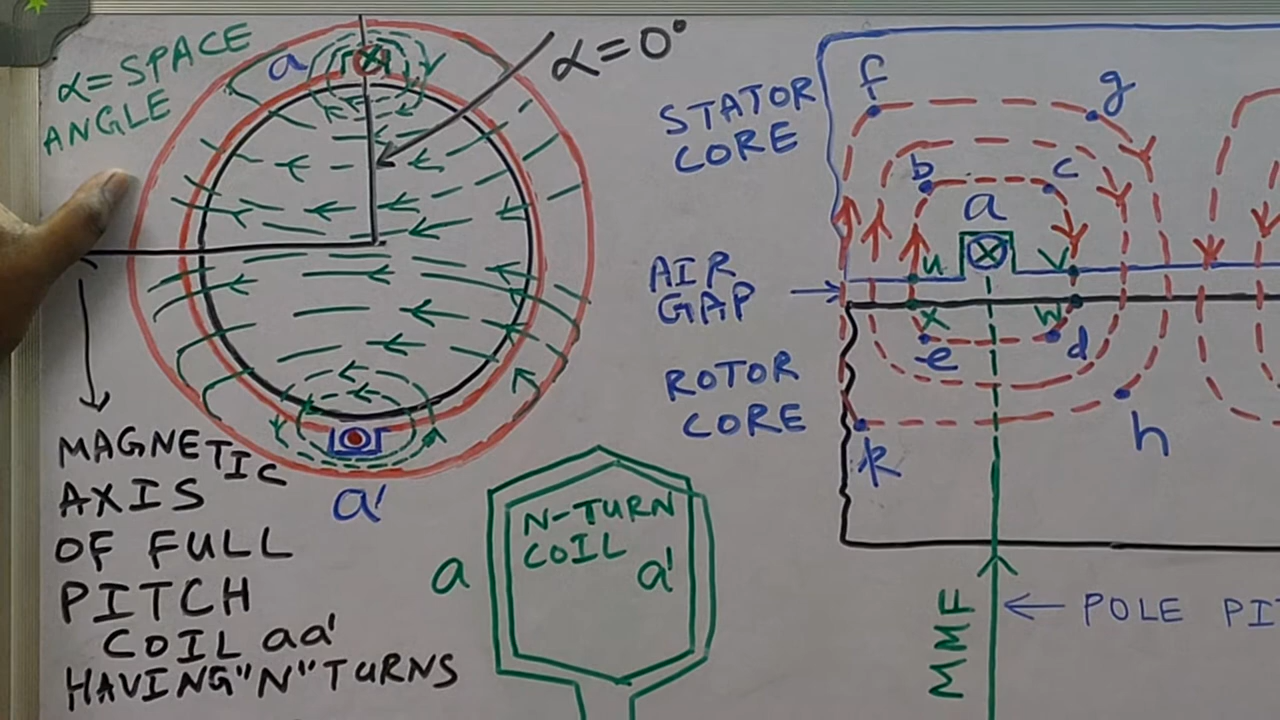 α=SPACE
ANGLE
a
α=0°
a'
MAGNETIC
AXIS
OF FULL
PITCH
COIL aa'
HAVING"N"TURNS
N-TURN
COIL
a
a'
STATOR
CORE
AIR
GAP
ROTOR
CORE
f
g
b
c
a
u
v
x
w
e
d
h
k
MMF
POLE PI